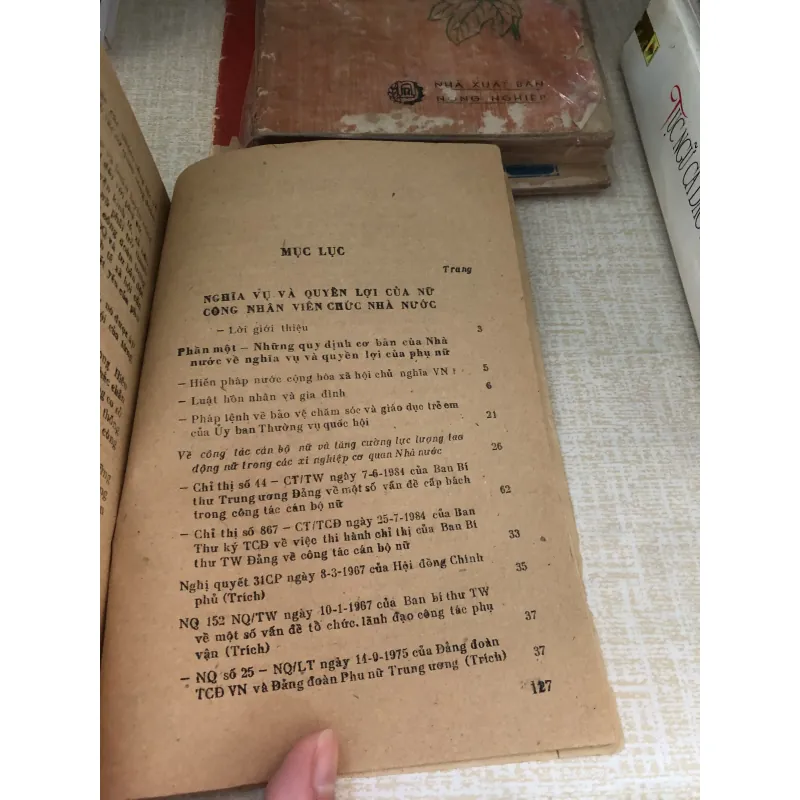 NHÀ XUẤT BẢN
NÔNG NGHIỆP
TỤC NGỮ CA DAO
MỤC LỤC
Trang
NGHĨA VỤ VÀ QUYỀN LỢI CỦA NỮ
CÔNG NHÂN VIÊN CHỨC NHÀ NƯỚC
– Lời giới thiệu 3
Phần một – Những quy định cơ bản của Nhà
nước về nghĩa vụ và quyền lợi của phụ nữ
– Hiến pháp nước cộng hòa xã hội chủ nghĩa VN 5
– Luật hôn nhân và gia đình 6
– Pháp lệnh về bảo vệ chăm sóc và giáo dục trẻ em
của Ủy ban Thường vụ quốc hội 21
Về công tác cán bộ nữ và tăng cường lực lượng lao
động nữ trong các xí nghiệp cơ quan Nhà nước 26
– Chỉ thị số 44 – CT/TW ngày 7-6-1984 của Ban Bí
thư Trung ương Đảng về một số vấn đề cấp bách
trong công tác cán bộ nữ 62
– Chỉ thị số 867 – CT/TCĐ ngày 25-7-1984 của Ban
Thư ký TCĐ về việc thi hành chỉ thị của Ban Bí
thư TW Đảng về công tác cán bộ nữ 33
Nghị quyết 31CP ngày 8-3-1967 của Hội đồng Chính
phủ (Trích) 35
NQ 152 NQ/TW ngày 10-1-1967 của Ban bí thư TW
về một số vấn đề tổ chức, lãnh đạo công tác phụ
vận (Trích) 37
– NQ số 25 – NQ/LT ngày 14-9-1975 của Đảng đoàn
TCĐ VN và Đảng đoàn Phụ nữ Trung ương (Trích) 37
127